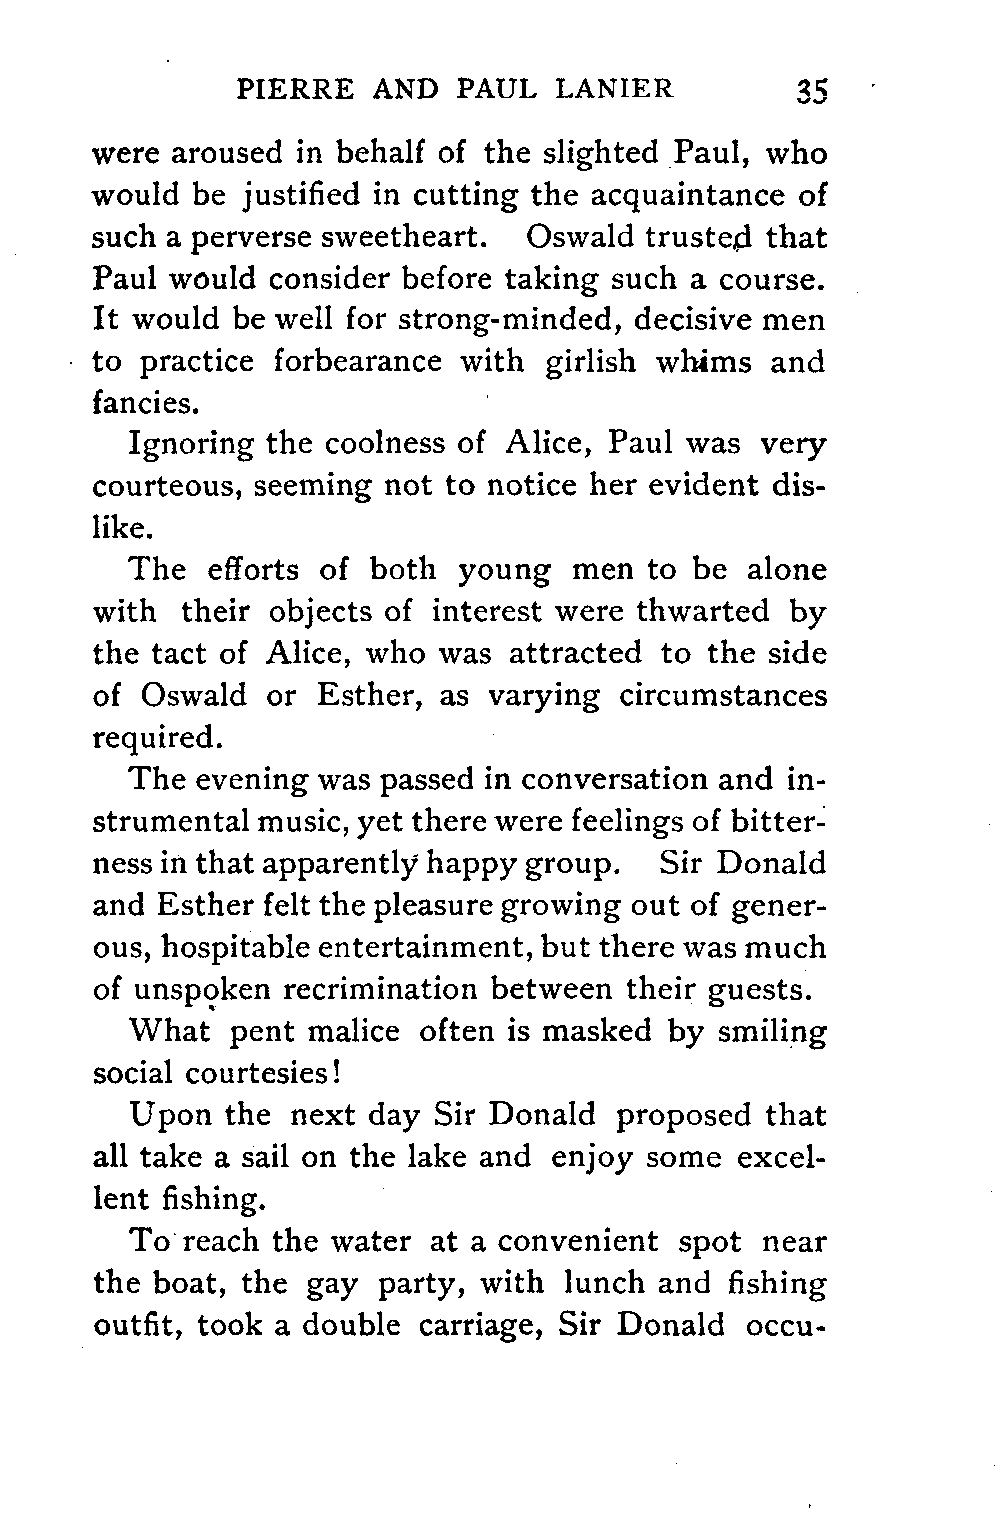 PIERRE AND PAUL LANIER 35
were aroused in behalf of the slighted Paul, who
would be justified in cutting the acquaintance of
such a perverse sweetheart. Oswald trusted that
Paul would consider before taking such a course.
It would be well for strong-minded, decisive men
to practice forbearance with girlish whims and
fancies.
Ignoring the coolness of Alice, Paul was very
courteous, seeming not to notice her evident dis-
like.
The efforts of both young men to be alone
with their objects of interest were thwarted by
the tact of Alice, who was attracted to the side
of Oswald or Esther, as varying circumstances
required.
The evening was passed in conversation and in-
strumental music, yet there were feelings of bitter-
ness in that apparently happy group. Sir Donald
and Esther felt the pleasure growing out of gener-
ous, hospitable entertainment, but there was much
of unspoken recrimination between their guests.
What pent malice often is masked by smiling
social courtesies!
Upon the next day Sir Donald proposed that
all take a sail on the lake and enjoy some excel-
lent fishing.
To reach the water at a convenient spot near
the boat, the gay party, with lunch and fishing
outfit, took a double carriage, Sir Donald occu-